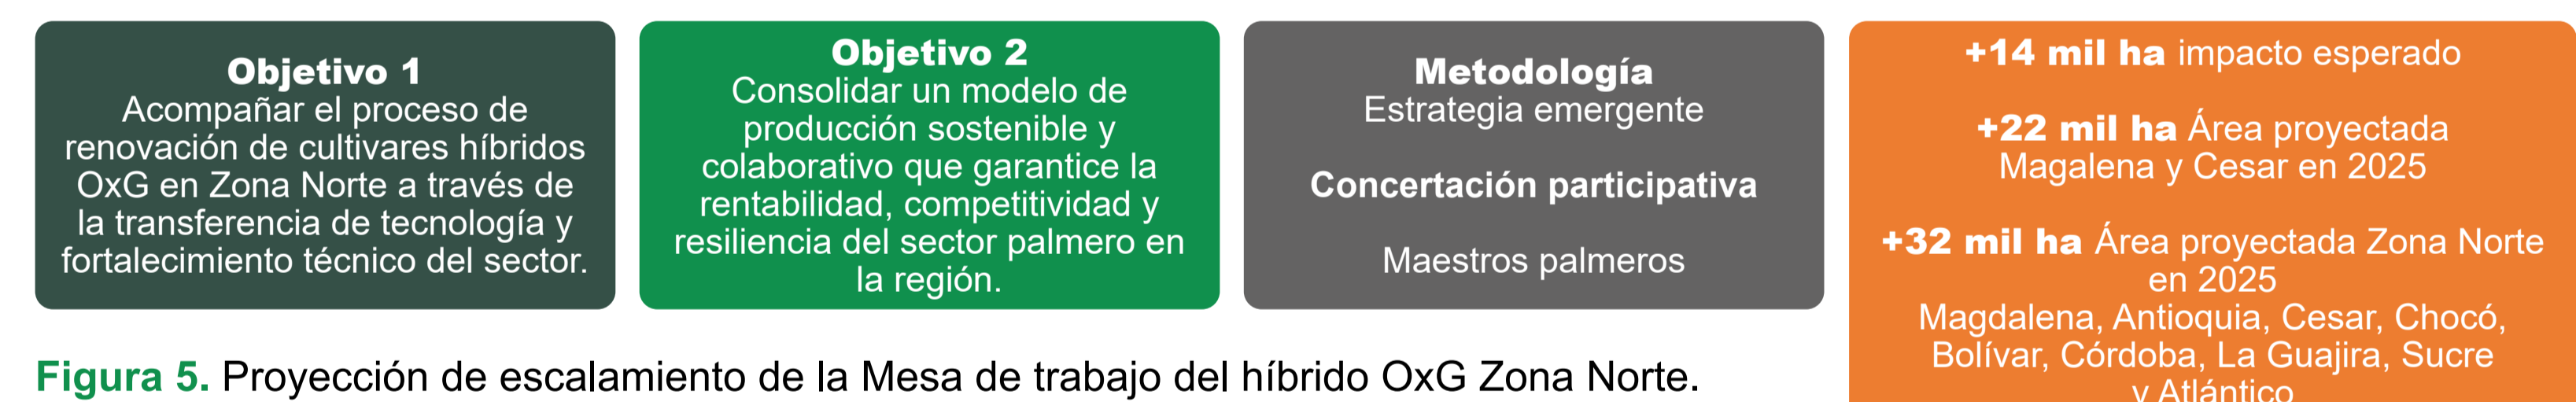 Objetivo 1
Acompañar el proceso de
renovación de cultivares híbridos
OxG en Zona Norte a través de
la transferencia de tecnología y
fortalecimiento técnico del sector.
Objetivo 2
Consolidar un modelo de
producción sostenible y
colaborativo que garantice la
rentabilidad, competitividad y
resiliencia del sector palmero en
la región.
Metodología
Estrategia emergente
Concertación participativa
Maestros palmeros
+14 mil ha impacto esperado
+22 mil ha Área proyectada
Magalena y Cesar en 2025
+32 mil ha Área proyectada Zona Norte
en 2025
Magdalena, Antioquia, Cesar, Chocó,
Bolívar, Córdoba, La Guajira, Sucre
y Atlántico
Figura 5. Proyección de escalamiento de la Mesa de trabajo del híbrido OxG Zona Norte.